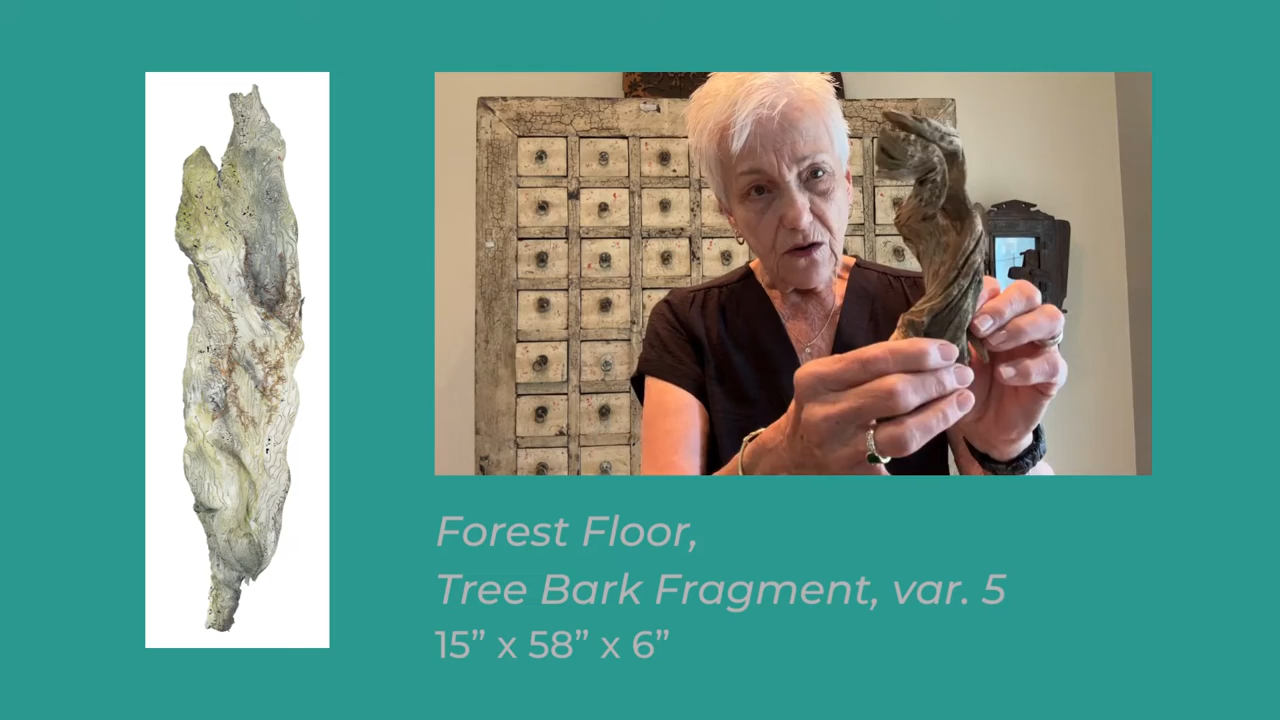 Forest Floor,
Tree Bark Fragment, var. 5
15” x 58” x 6”